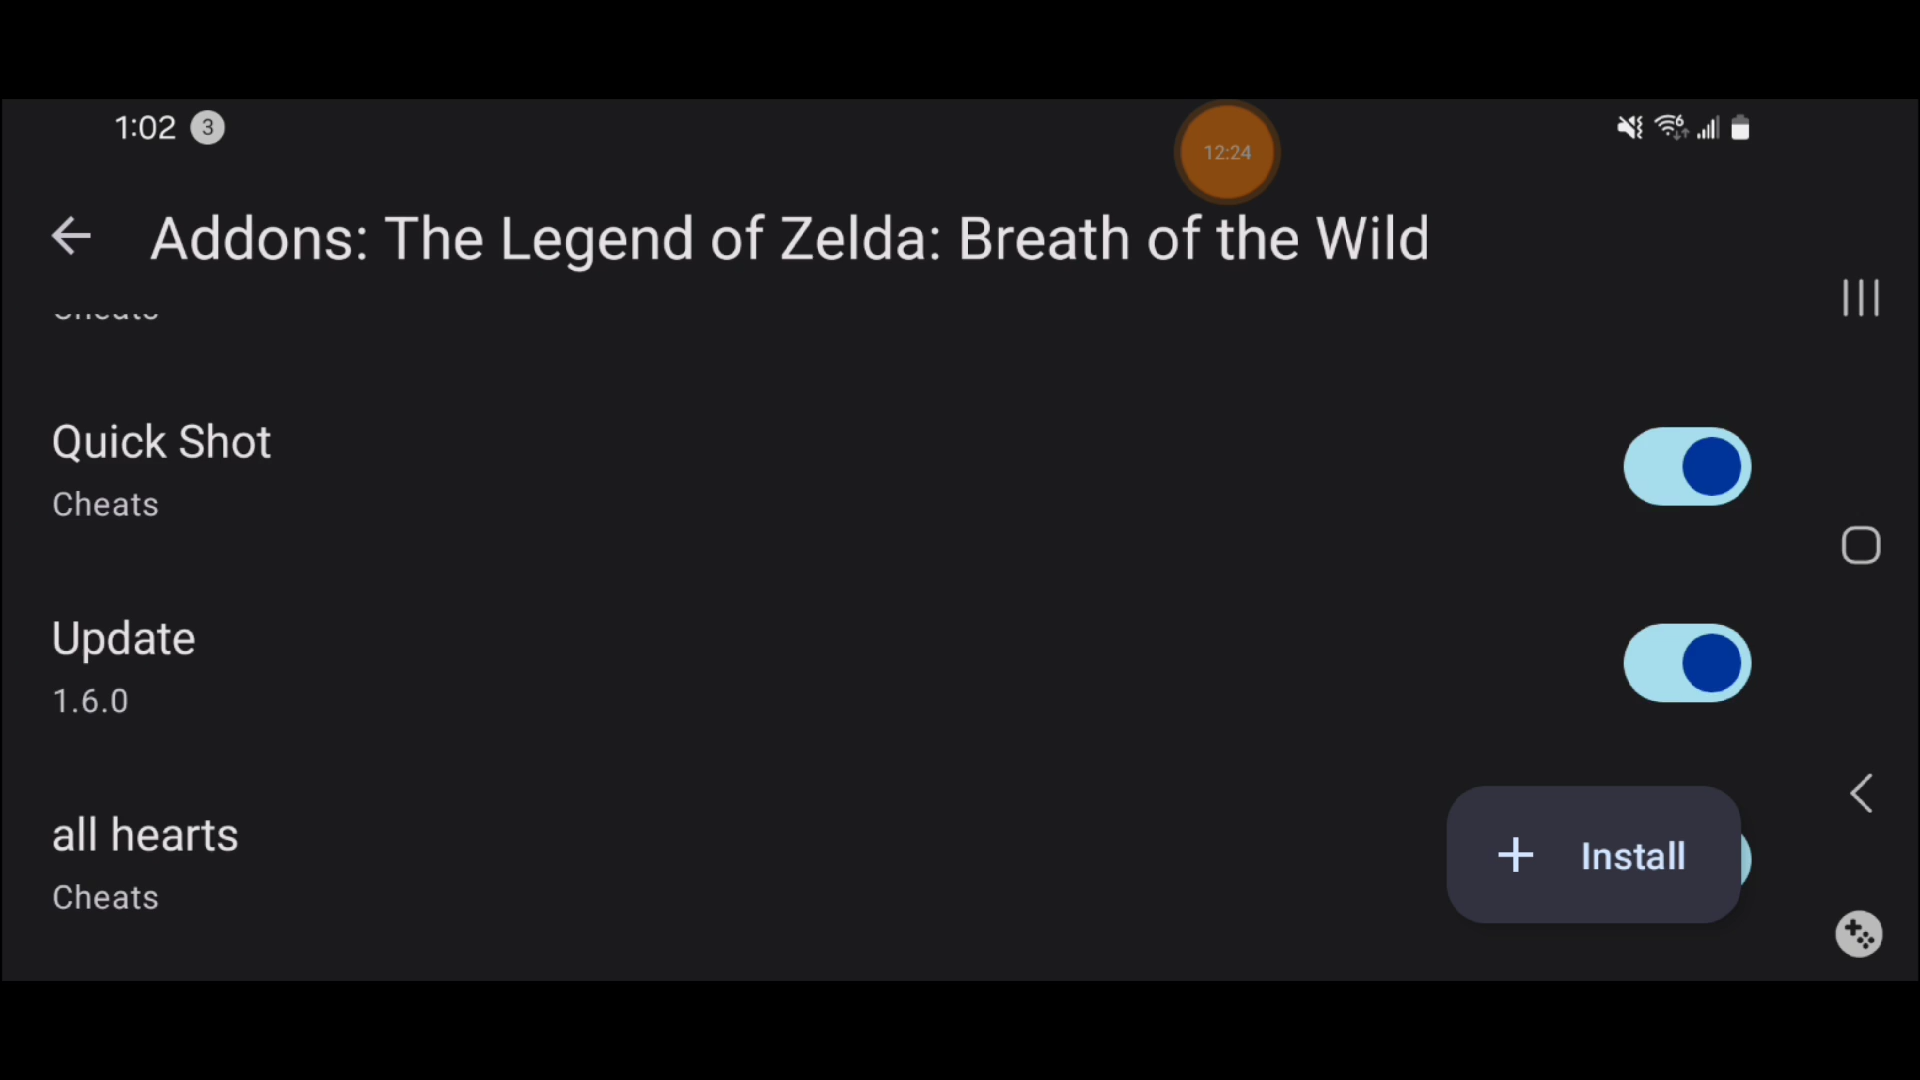 1:02 3
12:24
Addons: The Legend of Zelda: Breath of the Wild
Quick Shot
Cheats
Update
1.6.0
all hearts
Cheats
+ Install